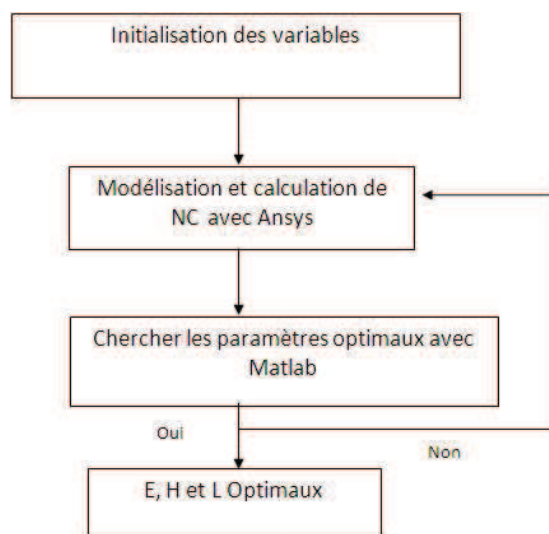 Initialisation des variables
Modélisation et calculation de
NC avec Ansys
Chercher les paramètres optimaux avec
Matlab
Oui
Non
E, H et L Optimaux